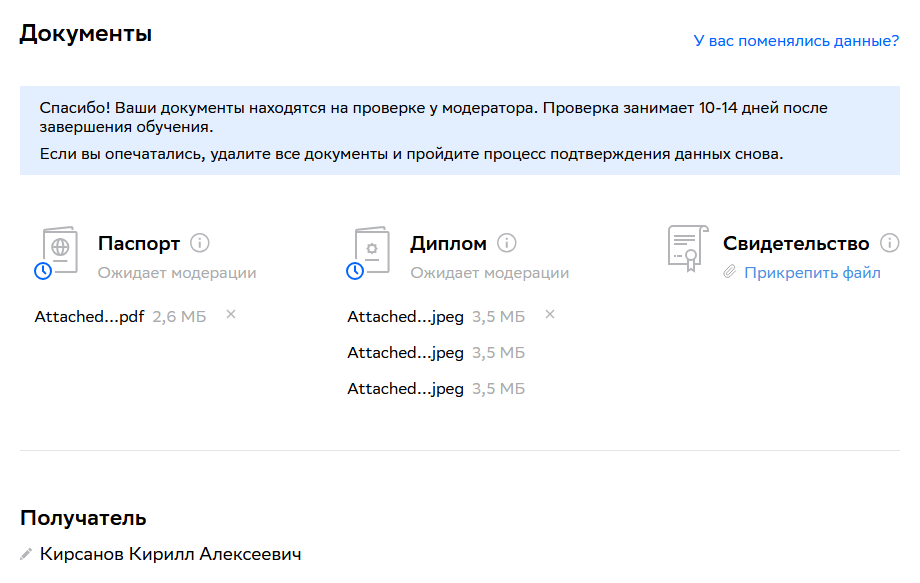 Документы
У вас поменялись данные?
Спасибо! Ваши документы находятся на проверке у модератора. Проверка занимает 10-14 дней после
завершения обучения.
Если вы опечатались, удалите все документы и пройдите процесс подтверждения данных снова.
Паспорт
Ожидает модерации
Attached...pdf 2,6 МБ
Диплом
Ожидает модерации
Attached...jpeg 3,5 МБ
Attached...jpeg 3,5 МБ
Attached...jpeg 3,5 МБ
Свидетельство
Прикрепить файл
Получатель
Кирсанов Кирилл Алексеевич